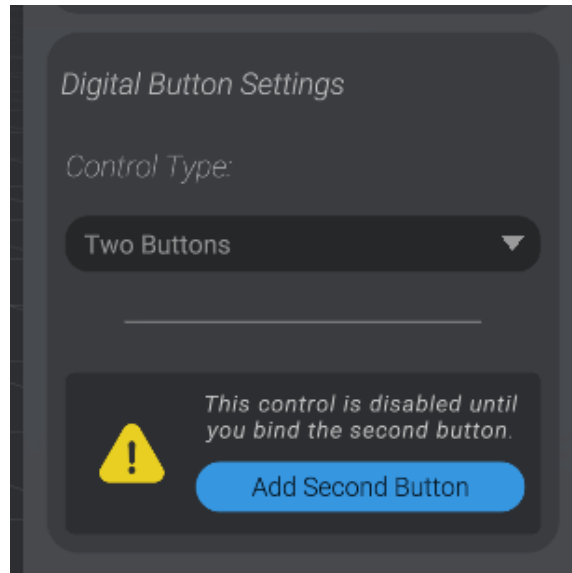 Digital Button Settings
Control Type:
Two Buttons
This control is disabled until
you bind the second button.
Add Second Button